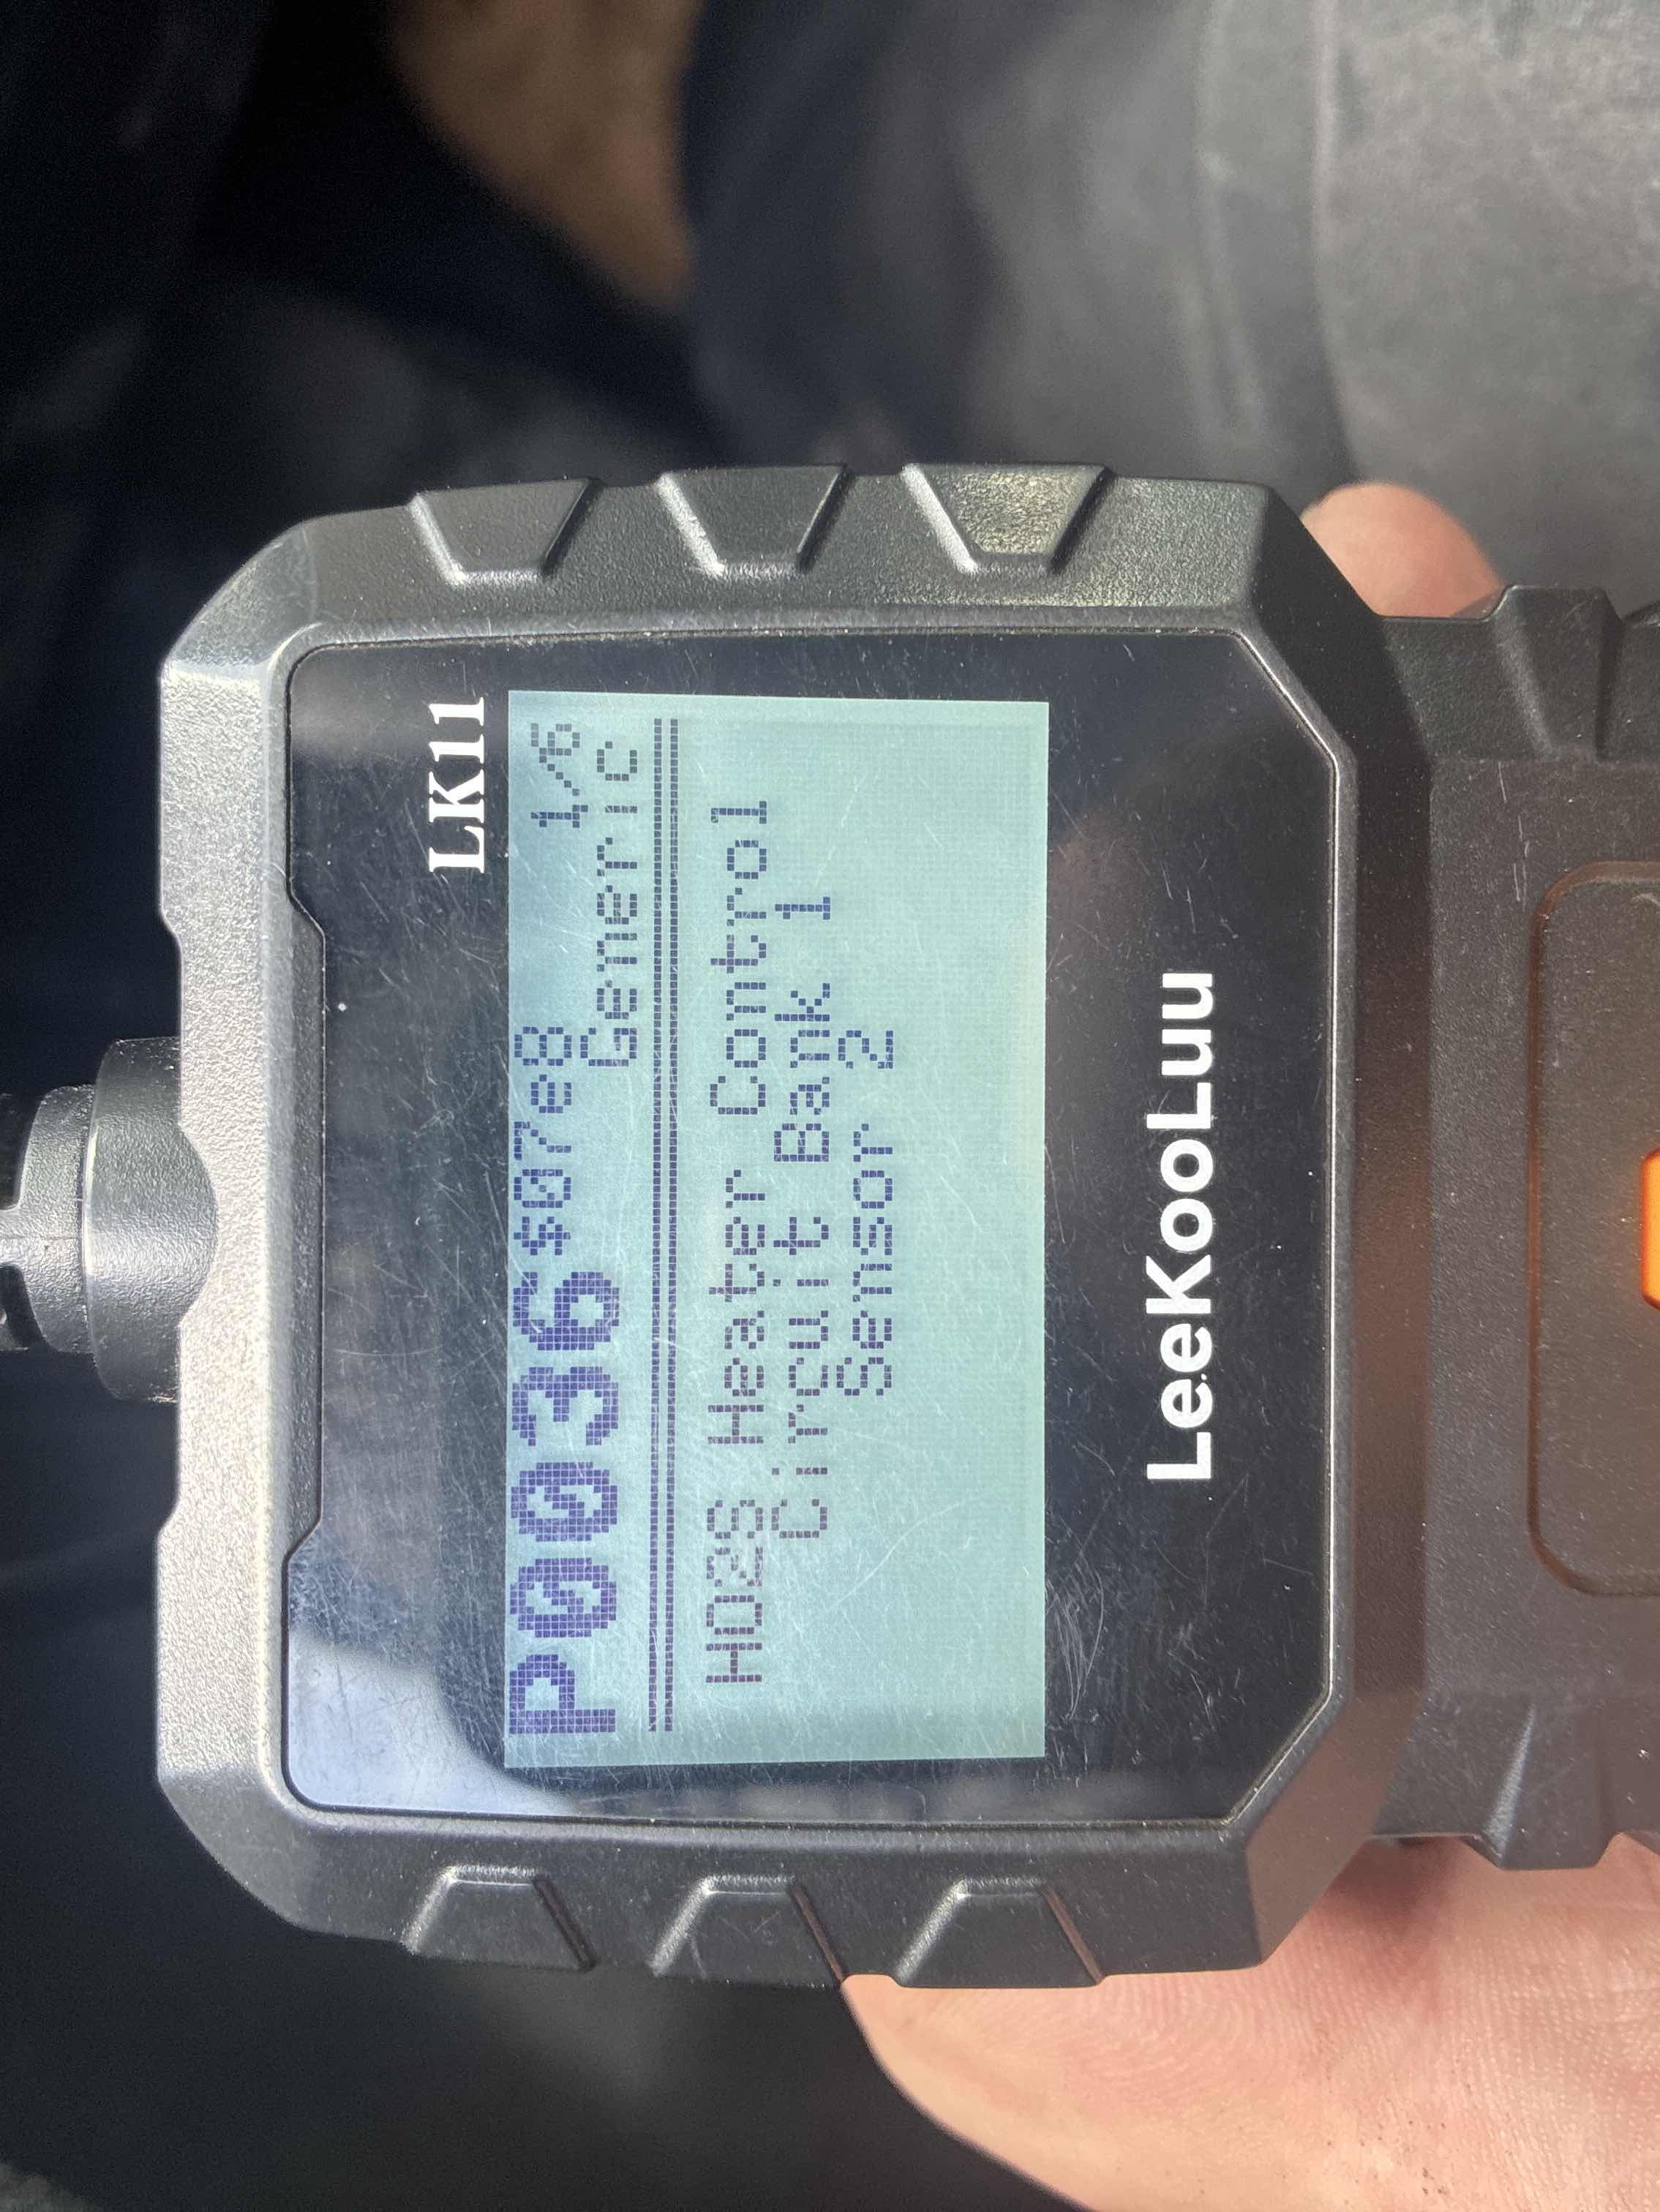 LK11
P0036 $07e8 1/6
Generic
HO2S Heater Control
Circuit Bank 1
Sensor 2
LeeKooLuu